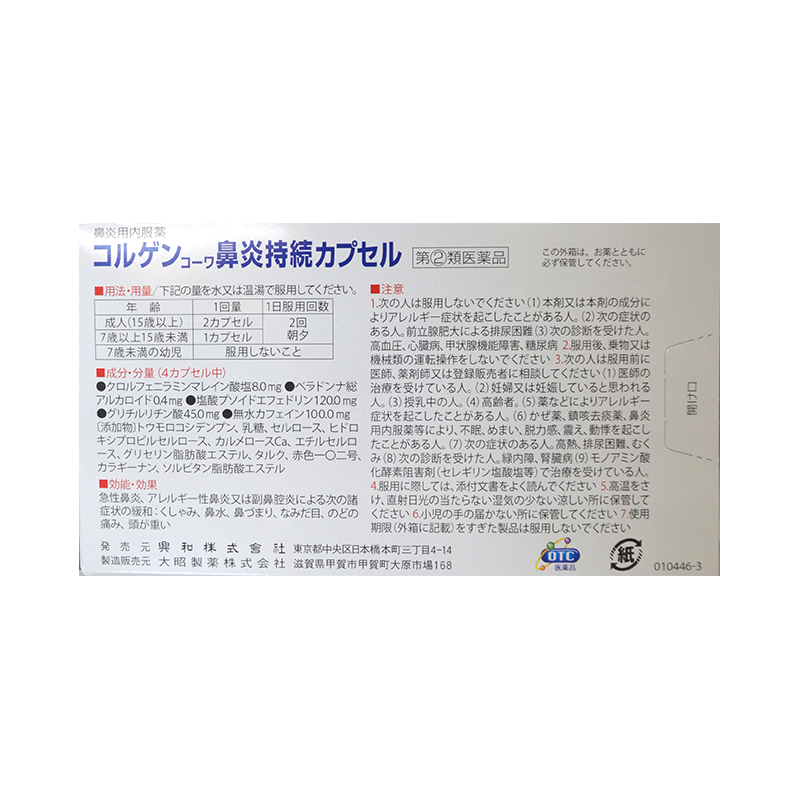 鼻炎用内服薬
コルゲンコーワ鼻炎持続カプセル 指②類医薬品
この外箱は、お薬とともに
必ず保管してください。
■用法・用量/下記の量を水又は温湯で服用してください。
年 齢 1回量 1日服用回数
成人(15歳以上) 2カプセル 2回
朝夕
7歳以上15歳未満 1カプセル
7歳未満の幼児 服用しないこと
■成分・分量(4カプセル中)
●クロルフェニラミンマレイン酸塩8.0mg ●ベラドンナ総
アルカロイド0.4mg ●塩酸プソイドエフェドリン120.0mg
●グリチルリチン酸45.0mg ●無水カフェイン100.0mg
〔添加物〕トウモロコシデンプン、乳糖、セルロース、ヒドロ
キシプロピルセルロース、カルメロースCa、エチルセルロ
ース、グリセリン脂肪酸エステル、タルク、赤色一〇二号、
カラギーナン、ソルビタン脂肪酸エステル
■効能・効果
急性鼻炎、アレルギー性鼻炎又は副鼻腔炎による次の諸
症状の緩和:くしゃみ、鼻水、鼻づまり、なみだ目、のどの
痛み、頭が重い
■注意
1.次の人は服用しないでください(1)本剤又は本剤の成分に
よりアレルギー症状を起こしたことがある人。(2)次の症状の
ある人。前立腺肥大による排尿困難(3)次の診断を受けた人。
高血圧、心臓病、甲状腺機能障害、糖尿病 2.服用後、乗物又は
機械類の運転操作をしないでください 3.次の人は服用前に
医師、薬剤師又は登録販売者に相談してください(1)医師の
治療を受けている人。(2)妊婦又は妊娠していると思われる
人。(3)授乳中の人。(4)高齢者。(5)薬などによりアレルギー
症状を起こしたことがある人。(6)かぜ薬、鎮咳去痰薬、鼻炎
用内服薬等により、不眠、めまい、脱力感、震え、動悸を起こし
たことがある人。(7)次の症状のある人。高熱、排尿困難、むく
み(8)次の診断を受けた人。緑内障、腎臓病(9)モノアミン酸
化酵素阻害剤(セレギリン塩酸塩等)で治療を受けている人。
4.服用に際しては、添付文書をよく読んでください 5.高温をさ
け、直射日光の当たらない湿気の少ない涼しい所に保管して
ください 6.小児の手の届かない所に保管してください 7.使用
期限(外箱に記載)をすぎた製品は服用しないでください
開け口
発 売 元 興和株式会社 東京都中央区日本橋本町三丁目4-14
製造販売元 大昭製薬株式会社 滋賀県甲賀市甲賀町大原市場168
OTC
医薬品
紙
010446-3